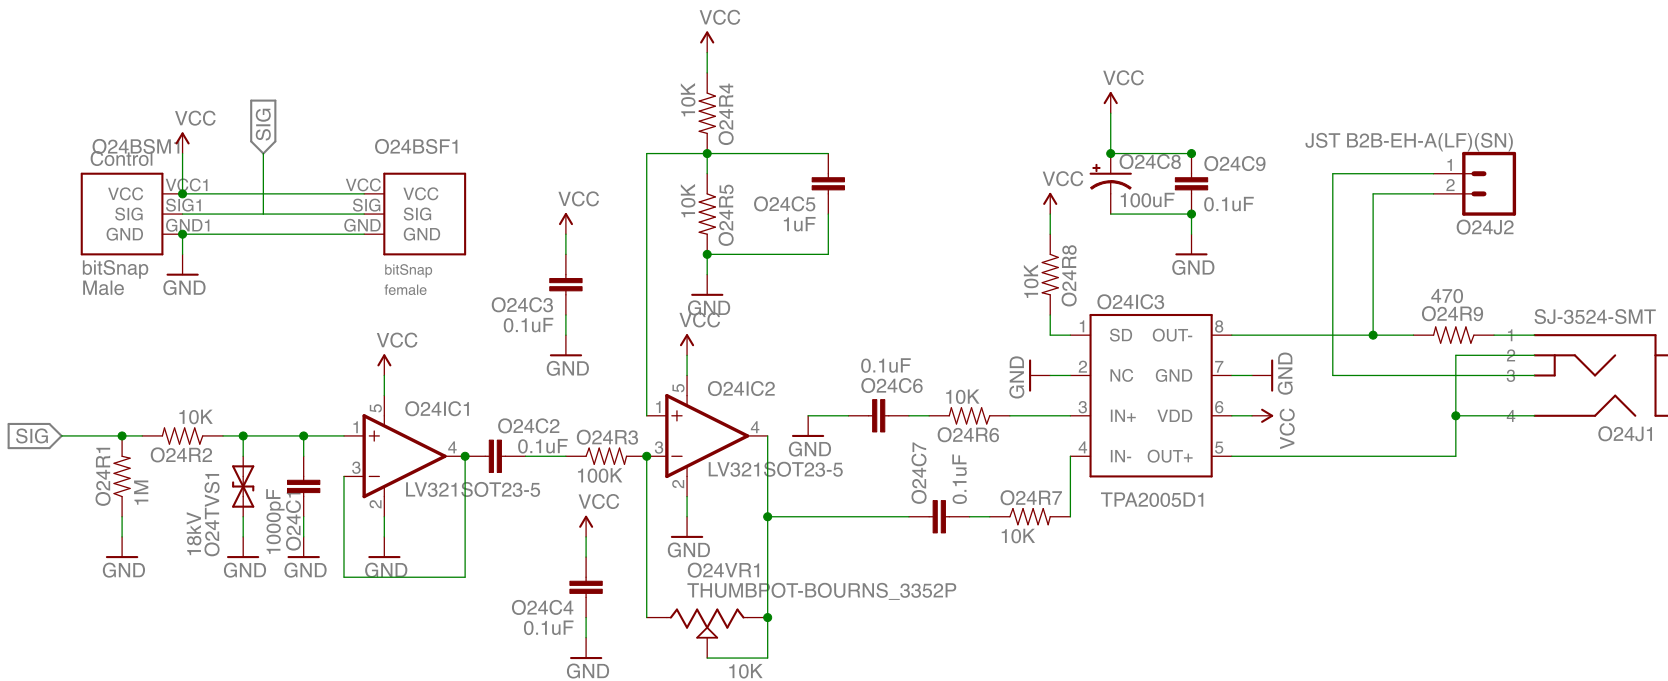 VCC
O24BSM1
Control
VCC
SIG
GND
VCC1
SIG1
GND1
bitSnap
Male
GND
SIG
O24BSF1
VCC
SIG
GND
VCC
SIG
GND
bitSnap
female
VCC
O24C3
0.1uF
GND
VCC
10K
O24R4
10K
O24R5
O24C5
1uF
GND
VCC
O24IC2
5
1
+
3
−
4
2
LV321SOT23-5
GND
SIG
O24R1
1M
GND
10K
O24R2
18kV
O24TVS1
GND
1000pF
O24C1
GND
VCC
O24IC1
5
1
+
3
−
4
2
LV321SOT23-5
GND
O24C2
0.1uF
O24R3
100K
VCC
O24C4
0.1uF
GND
O24VR1
THUMBPOT-BOURNS_3352P
10K
0.1uF
O24C6
GND
10K
O24R6
O24C7
0.1uF
O24R7
10K
VCC
10K
O24R8
VCC
+
O24C8
100uF
O24C9
0.1uF
GND
O24IC3
1
SD
OUT-
8
GND
2
NC
GND
7
GND
3
IN+
VDD
6
VCC
4
IN-
OUT+
5
TPA2005D1
JST B2B-EH-A(LF)(SN)
1
2
O24J2
470
O24R9
SJ-3524-SMT
1
2
3
4
O24J1